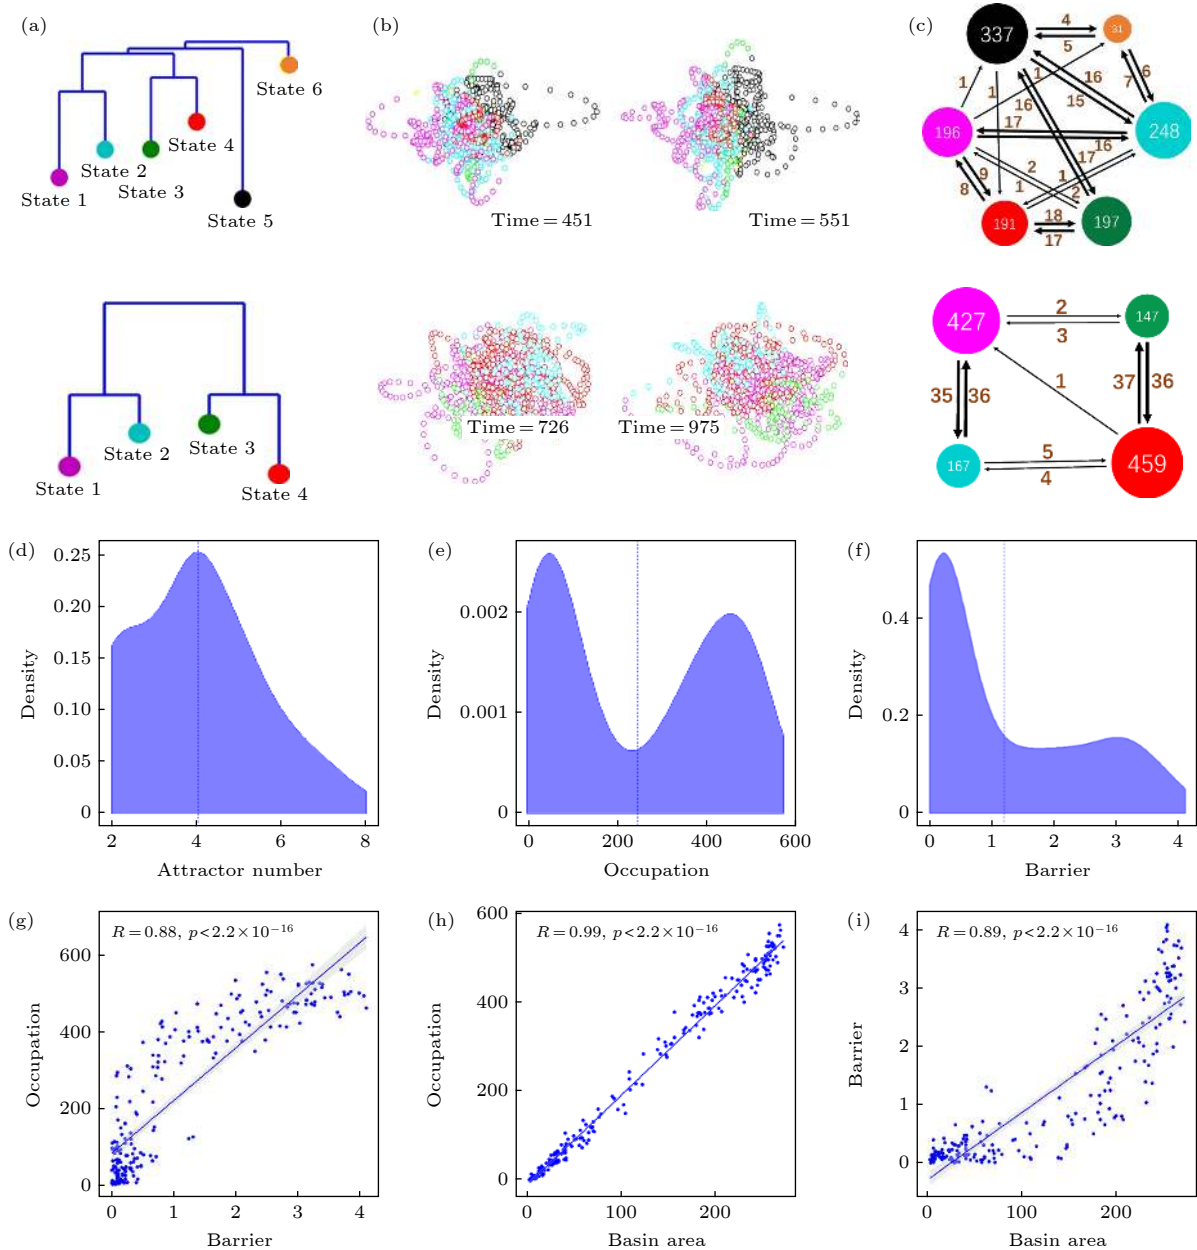 (a)
State 6
State 4
State 2
State 3
State 1
State 5
State 2
State 3
State 1
State 4
(b)
Time=451
Time=551
Time=726
Time=975
(c)
337
4
31
5
1
1
16
6
7
1
16
15
196
17
248
16
17
9
2
1
8
1
2
191
18
197
17
427
2
147
3
1
35
36
37
36
167
5
459
4
(d)
0.25
0.20
0.15
0.10
0.05
0
Density
2
4
6
8
Attractor number
(e)
0.002
0.001
0
Density
0
200
400
600
Occupation
(f)
0.4
0.2
0
Density
0
1
2
3
4
Barrier
(g)
R=0.88, p<2.2×10⁻¹⁶
600
400
200
0
Occupation
0
1
2
3
4
Barrier
(h)
R=0.99, p<2.2×10⁻¹⁶
600
400
200
0
Occupation
0
100
200
Basin area
(i)
R=0.89, p<2.2×10⁻¹⁶
4
3
2
1
0
Barrier
0
100
200
Basin area